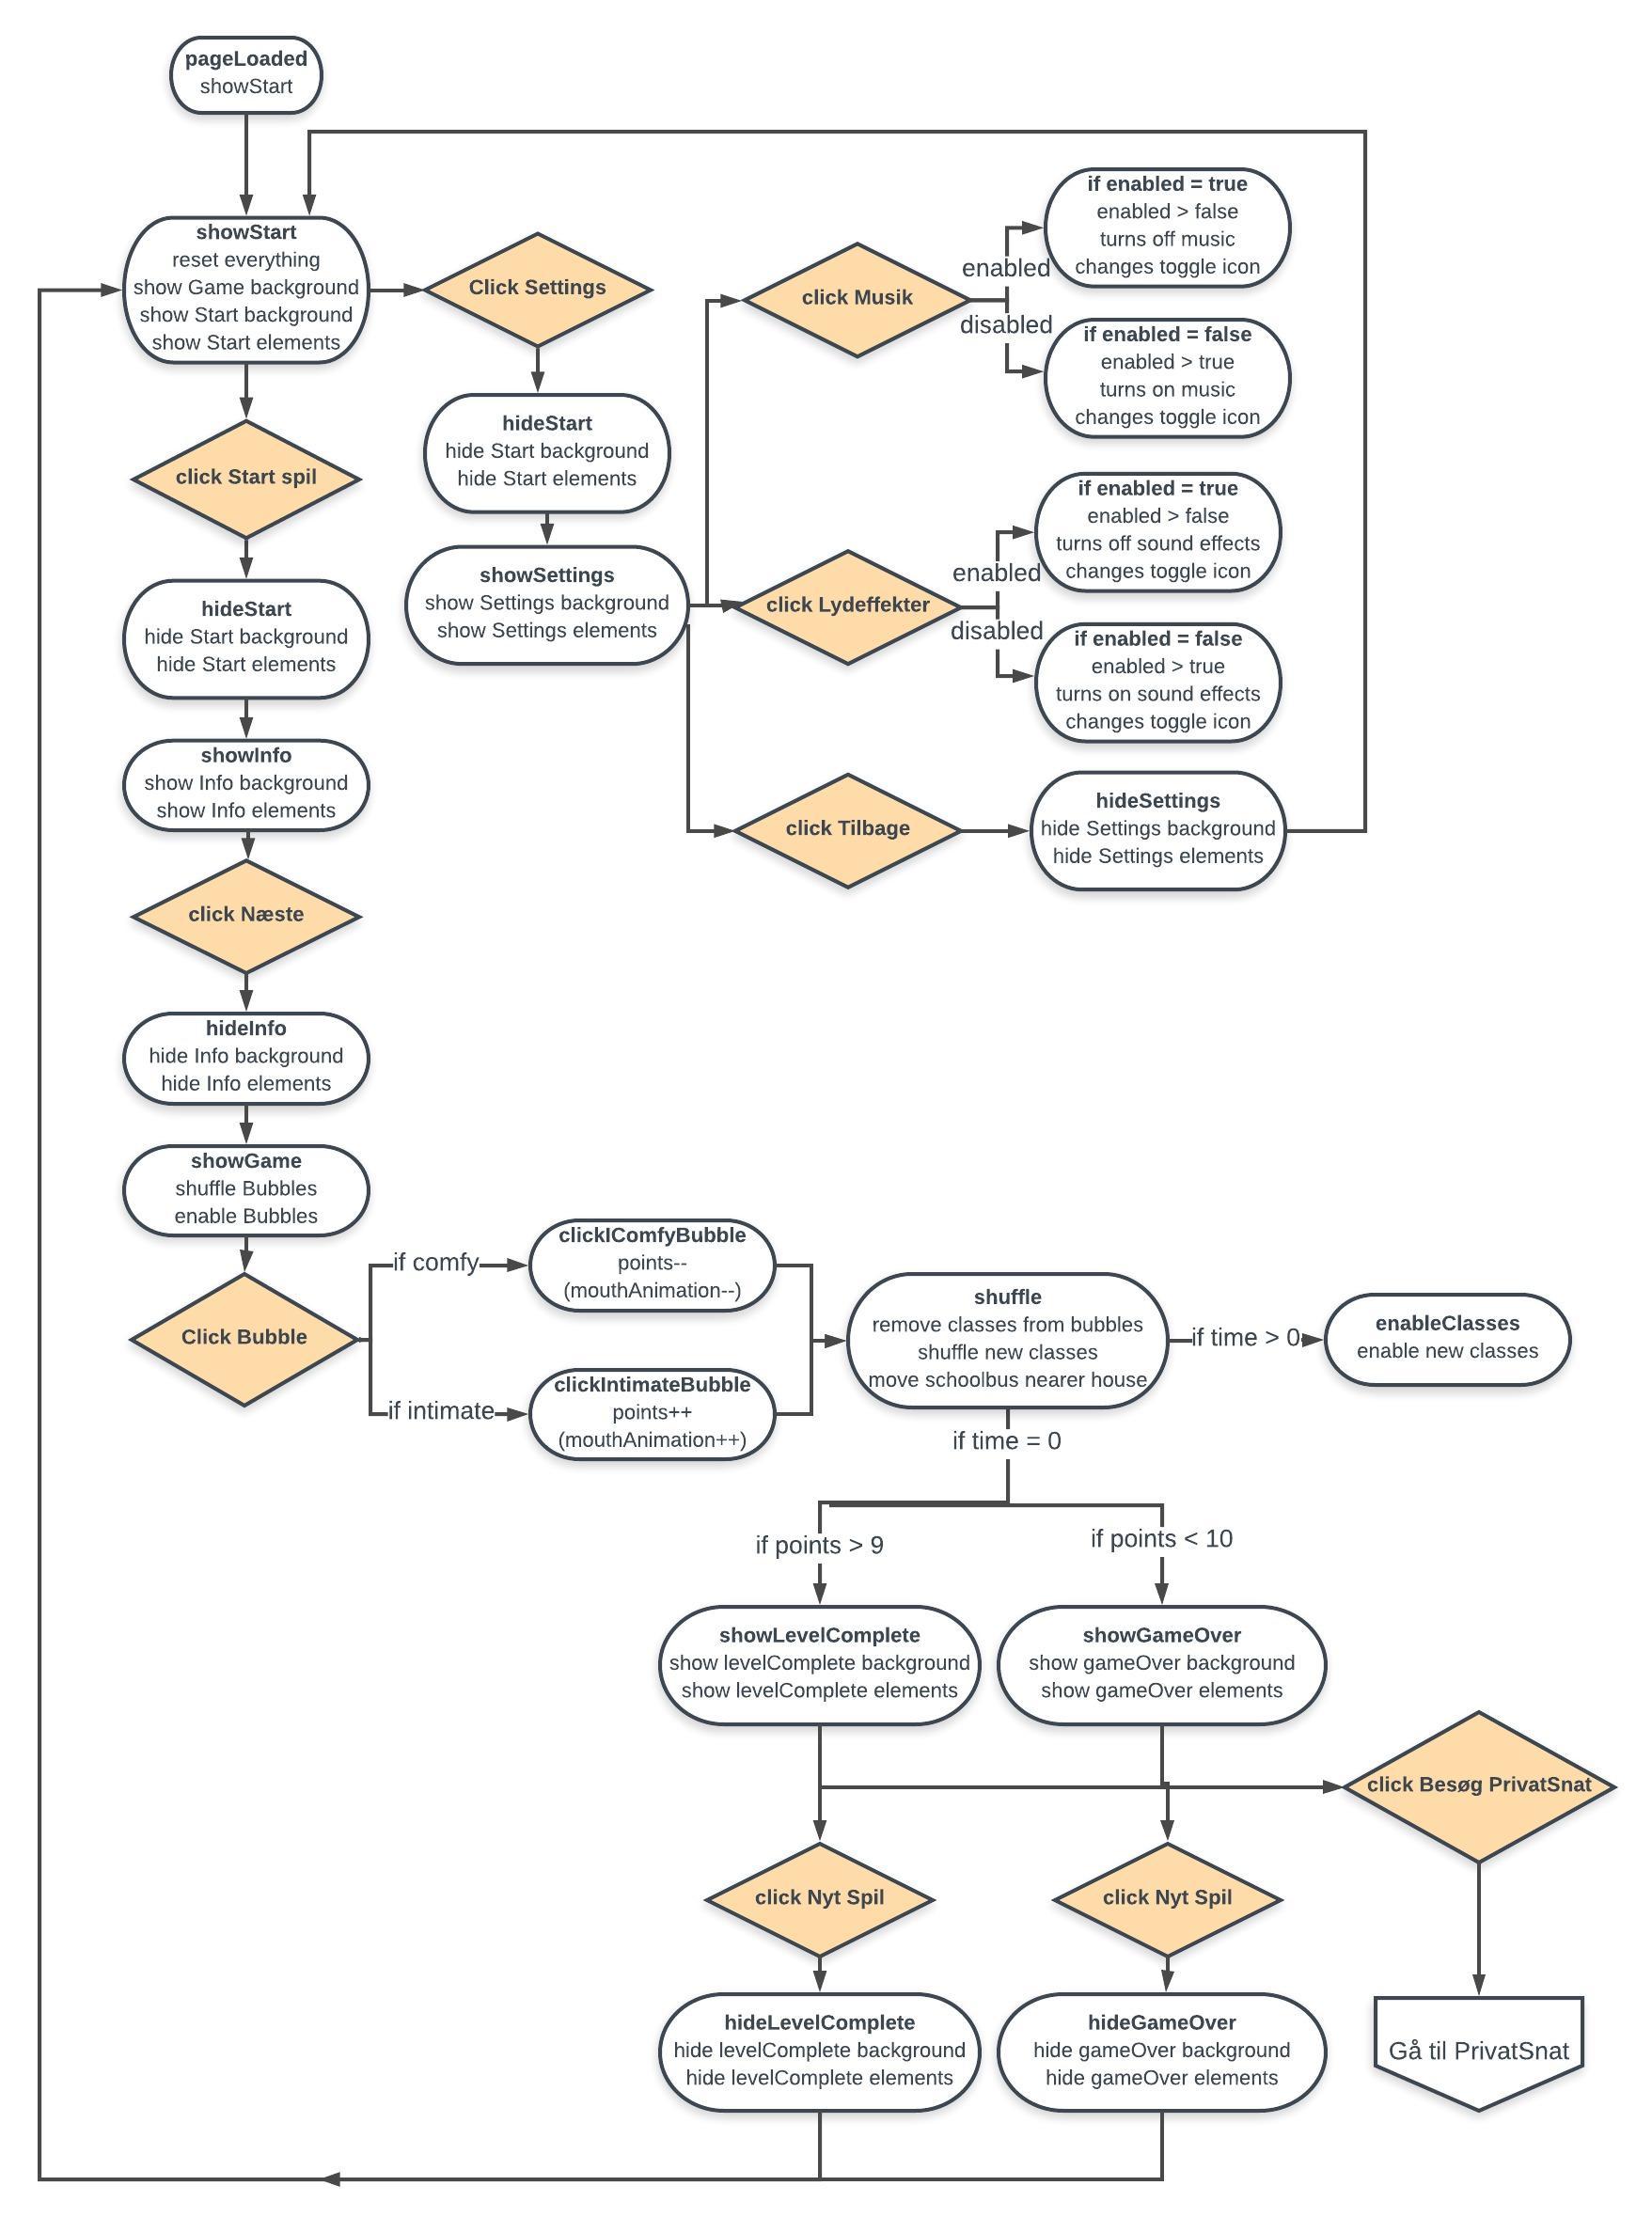 pageLoaded
showStart
showStart
reset everything
show Game background
show Start background
show Start elements
Click Settings
click Start spil
hideStart
hide Start background
hide Start elements
showSettings
show Settings background
show Settings elements
click Musik
enabled
disabled
if enabled = true
enabled > false
turns off music
changes toggle icon
if enabled = false
enabled > true
turns on music
changes toggle icon
click Lydeffekter
enabled
disabled
if enabled = true
enabled > false
turns off sound effects
changes toggle icon
if enabled = false
enabled > true
turns on sound effects
changes toggle icon
click Tilbage
hideSettings
hide Settings background
hide Settings elements
hideStart
hide Start background
hide Start elements
showInfo
show Info background
show Info elements
click Næste
hideInfo
hide Info background
hide Info elements
showGame
shuffle Bubbles
enable Bubbles
Click Bubble
if comfy
if intimate
clickIComfyBubble
points--
(mouthAnimation--)
clickIntimateBubble
points++
(mouthAnimation++)
shuffle
remove classes from bubbles
shuffle new classes
move schoolbus nearer house
if time > 0
enableClasses
enable new classes
if time = 0
if points > 9
if points < 10
showLevelComplete
show levelComplete background
show levelComplete elements
showGameOver
show gameOver background
show gameOver elements
click Besøg PrivatSnat
click Nyt Spil
click Nyt Spil
hideLevelComplete
hide levelComplete background
hide levelComplete elements
hideGameOver
hide gameOver background
hide gameOver elements
Gå til PrivatSnat